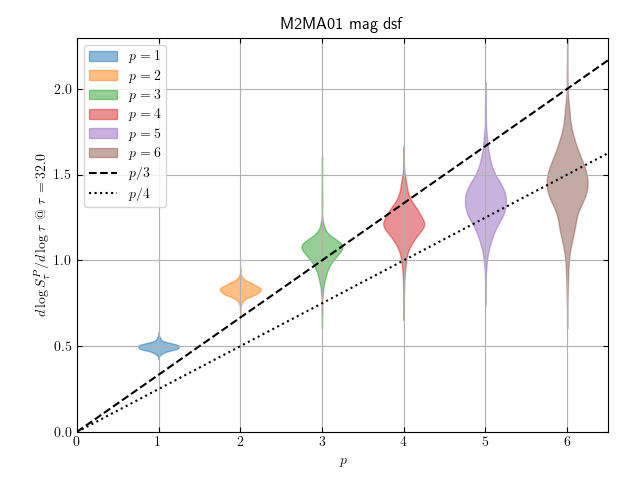 M2MA01 mag dsf
p = 1
p = 2
p = 3
p = 4
p = 5
p = 6
p/3
p/4
d log S_τ^P / d log τ @ τ = 32.0
2.0
1.5
1.0
0.5
0.0
0 1 2 3 4 5 6
p